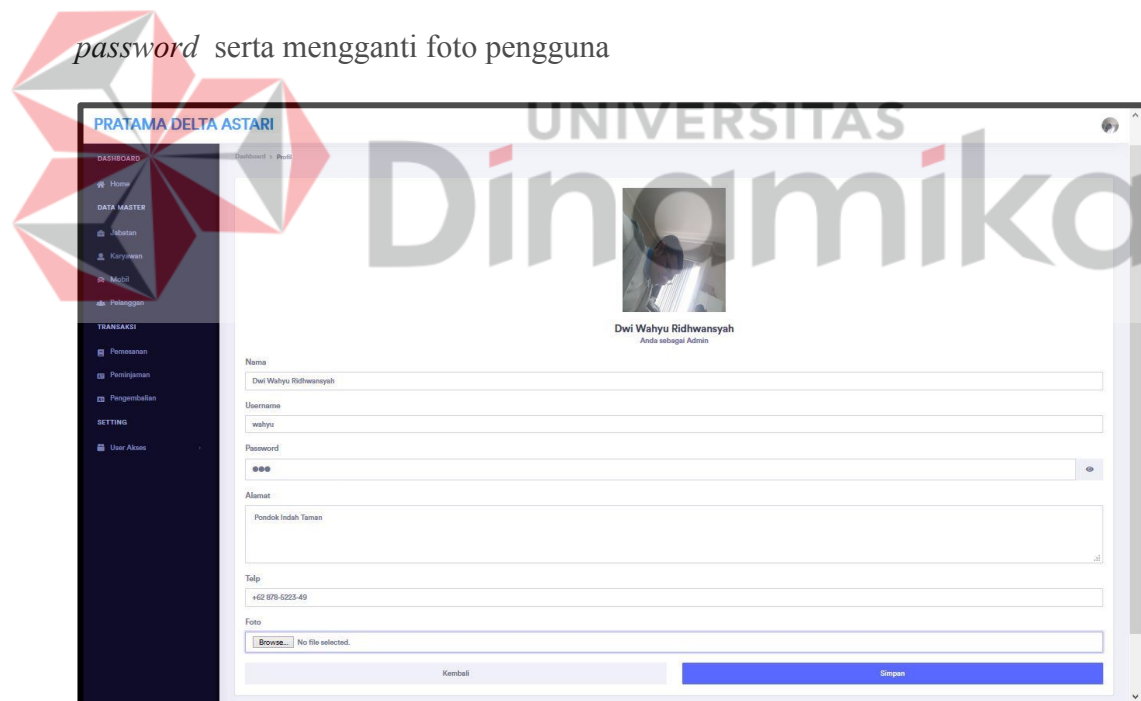 password serta mengganti foto pengguna
UNIVERSITAS
Dinamika
PRATAMA DELTA ASTARI
DASHBOARD
Dashboard > Profil
Home
DATA MASTER
Jabatan
Karyawan
Mobil
Pelanggan
TRANSAKSI
Pemesanan
Peminjaman
Pengembalian
SETTING
User Akses
Dwi Wahyu Ridhwansyah
Anda sebagai Admin
Nama
Dwi Wahyu Ridhwansyah
Username
wahyu
Password
●●●
Alamat
Pondok Indah Taman
Telp
+62 878-5223-49
Foto
Browse... No file selected.
Kembali
Simpan